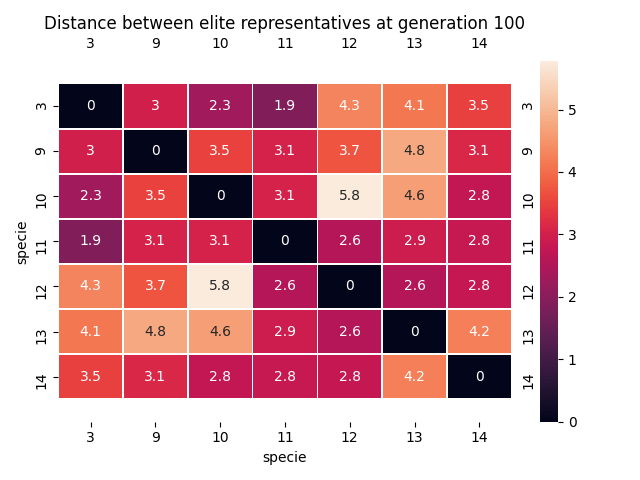 Distance between elite representatives at generation 100
3 9 10 11 12 13 14
3 0 3 2.3 1.9 4.3 4.1 3.5 3
9 3 0 3.5 3.1 3.7 4.8 3.1 9
10 2.3 3.5 0 3.1 5.8 4.6 2.8 10
11 1.9 3.1 3.1 0 2.6 2.9 2.8 11
12 4.3 3.7 5.8 2.6 0 2.6 2.8 12
13 4.1 4.8 4.6 2.9 2.6 0 4.2 13
14 3.5 3.1 2.8 2.8 2.8 4.2 0 14
3 9 10 11 12 13 14
specie
specie
5
4
3
2
1
0